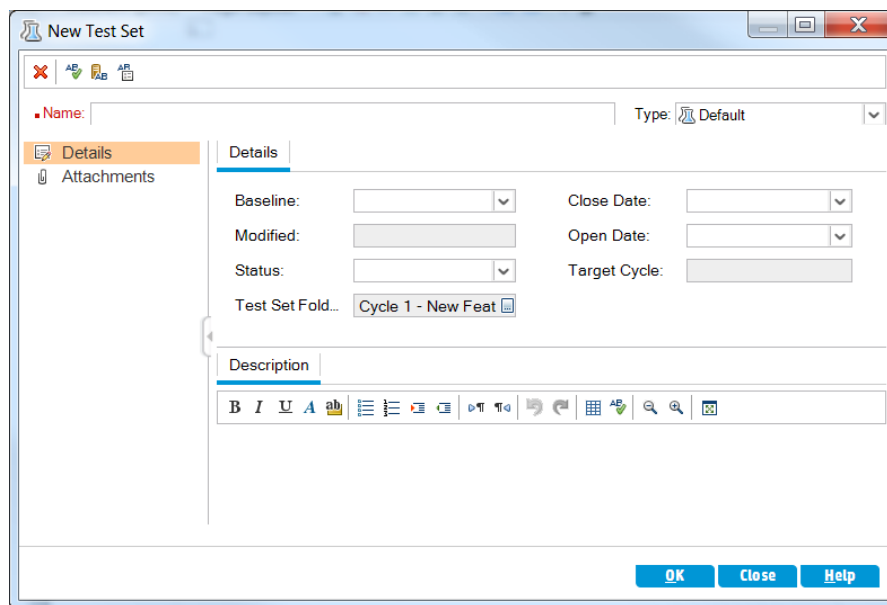 New Test Set
Name: Type: Default
Details Details
Attachments
Baseline: Close Date:
Modified: Open Date:
Status: Target Cycle:
Test Set Fold... Cycle 1 - New Feat
Description
B I U A ab
OK Close Help